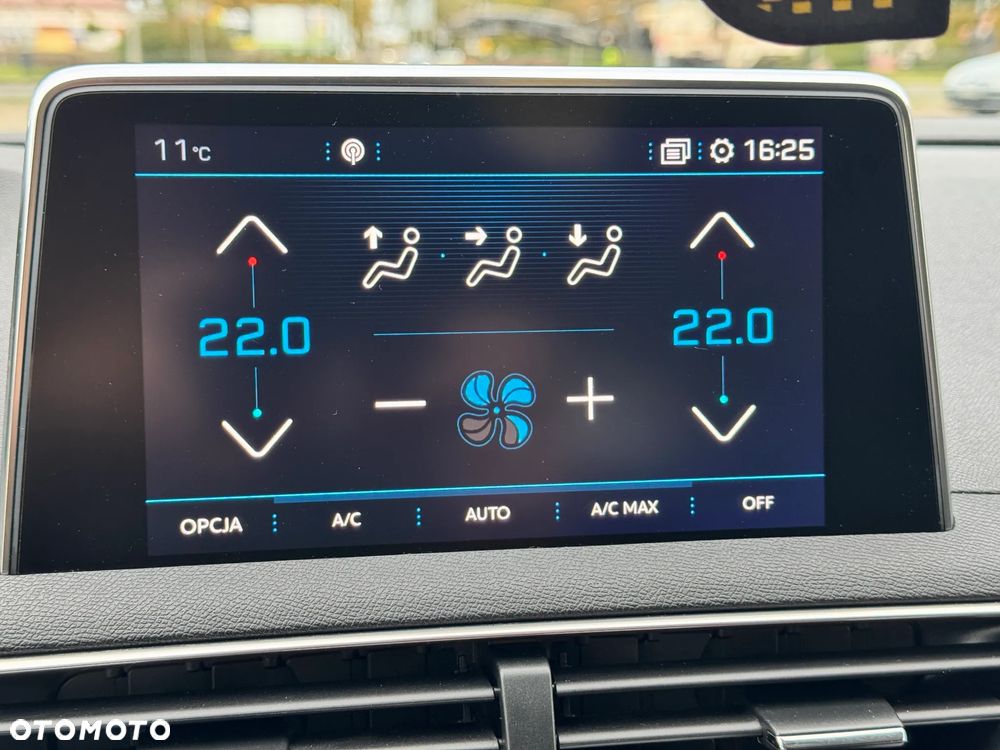 11°C 16:25
22.0 22.0
OPCJA A/C AUTO A/C MAX OFF
OTOMOTO